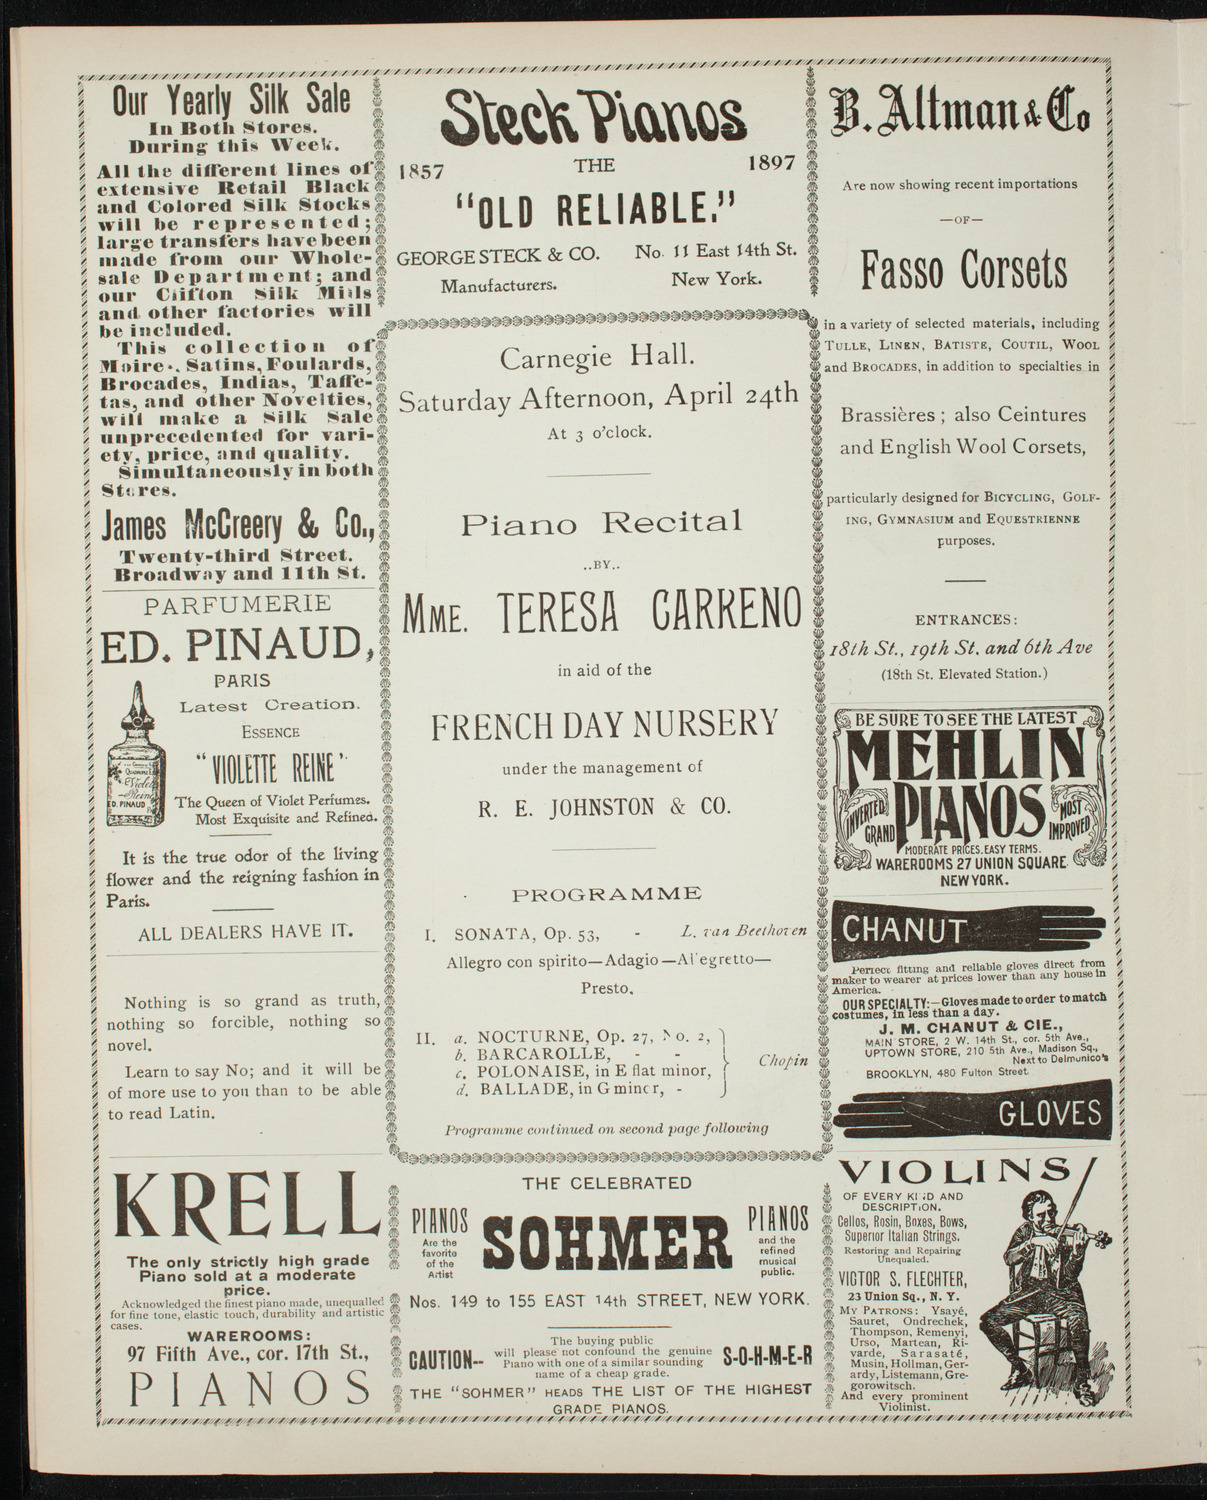 Our Yearly Silk Sale
In Both Stores.
During this Week.
All the different lines of
extensive Retail Black
and Colored Silk Stocks
will be represented;
large transfers have been
made from our Whole-
sale Department; and
our Clifton Silk Mills
and other factories will
be included.
This collection of
Moire, Satins, Foulards,
Brocades, Indias, Taffe-
tas, and other Novelties,
will make a Silk Sale
unprecedented for vari-
ety, price, and quality.
Simultaneously in both
Stores.
James McCreery & Co.,
Twenty-third Street.
Broadway and 11th St.
PARFUMERIE
ED. PINAUD,
PARIS
Latest Creation.
ESSENCE
"VIOLETTE REINE"
The Queen of Violet Perfumes.
Most Exquisite and Refined.
Violette
Reine
ED. PINAUD
It is the true odor of the living
flower and the reigning fashion in
Paris.
ALL DEALERS HAVE IT.
Nothing is so grand as truth,
nothing so forcible, nothing so
novel.
Learn to say No; and it will be
of more use to you than to be able
to read Latin.
KRELL
The only strictly high grade
Piano sold at a moderate
price.
Acknowledged the finest piano made, unequalled
for fine tone, elastic touch, durability and artistic
cases.
WAREROOMS:
97 Fifth Ave., cor. 17th St.,
PIANOS
Steck Pianos
1857 THE 1897
"OLD RELIABLE."
GEORGE STECK & CO. No. 11 East 14th St.
Manufacturers. New York.
Carnegie Hall.
Saturday Afternoon, April 24th
At 3 o'clock.
Piano Recital
..BY..
MME. TERESA CARRENO
in aid of the
FRENCH DAY NURSERY
under the management of
R. E. JOHNSTON & CO.
PROGRAMME
I. SONATA, Op. 53, - L. van Beethoven
Allegro con spirito—Adagio—Allegretto—
Presto.
II. a. NOCTURNE, Op. 27, No. 2,
b. BARCAROLLE, - -
c. POLONAISE, in E flat minor,
d. BALLADE, in G minor, -
Chopin
Programme continued on second page following
THE CELEBRATED
PIANOS
Are the
favorite
of the
Artist
SOHMER
PIANOS
and the
refined
musical
public.
Nos. 149 to 155 EAST 14th STREET, NEW YORK.
CAUTION--
The buying public
will please not confound the genuine
Piano with one of a similar sounding
name of a cheap grade.
S-O-H-M-E-R
THE "SOHMER" HEADS THE LIST OF THE HIGHEST
GRADE PIANOS.
B. Altman & Co
Are now showing recent importations
—OF—
Fasso Corsets
in a variety of selected materials, including
TULLE, LINEN, BATISTE, COUTIL, WOOL
and BROCADES, in addition to specialties in
Brassières; also Ceintures
and English Wool Corsets,
particularly designed for BICYCLING, GOLF-
ING, GYMNASIUM and EQUESTRIENNE
purposes.
ENTRANCES:
18th St., 19th St. and 6th Ave
(18th St. Elevated Station.)
BE SURE TO SEE THE LATEST
MEHLIN
PIANOS
INVERTED
GRAND
MOST
IMPROVED
MODERATE PRICES. EASY TERMS.
WAREROOMS 27 UNION SQUARE
NEW YORK.
CHANUT
Perfect fitting and reliable gloves direct from
maker to wearer at prices lower than any house in
America.
OUR SPECIALTY:—Gloves made to order to match
costumes, in less than a day.
J. M. CHANUT & CIE.,
MAIN STORE, 2 W. 14th St., cor. 5th Ave.,
UPTOWN STORE, 210 5th Ave., Madison Sq.,
Next to Delmonico's
BROOKLYN, 480 Fulton Street
GLOVES
VIOLINS
OF EVERY KIND AND
DESCRIPTION.
Cellos, Rosin, Boxes, Bows,
Superior Italian Strings.
Restoring and Repairing
Unequaled.
VICTOR S. FLECHTER,
23 Union Sq., N. Y.
MY PATRONS: Ysayé,
Sauret, Ondrechek,
Thompson, Remenyi,
Urso, Martean, Ri-
varde, Sarasaté,
Musin, Hollman, Ger-
ardy, Listemann, Gre-
gorowitsch.
And every prominent
Violinist.